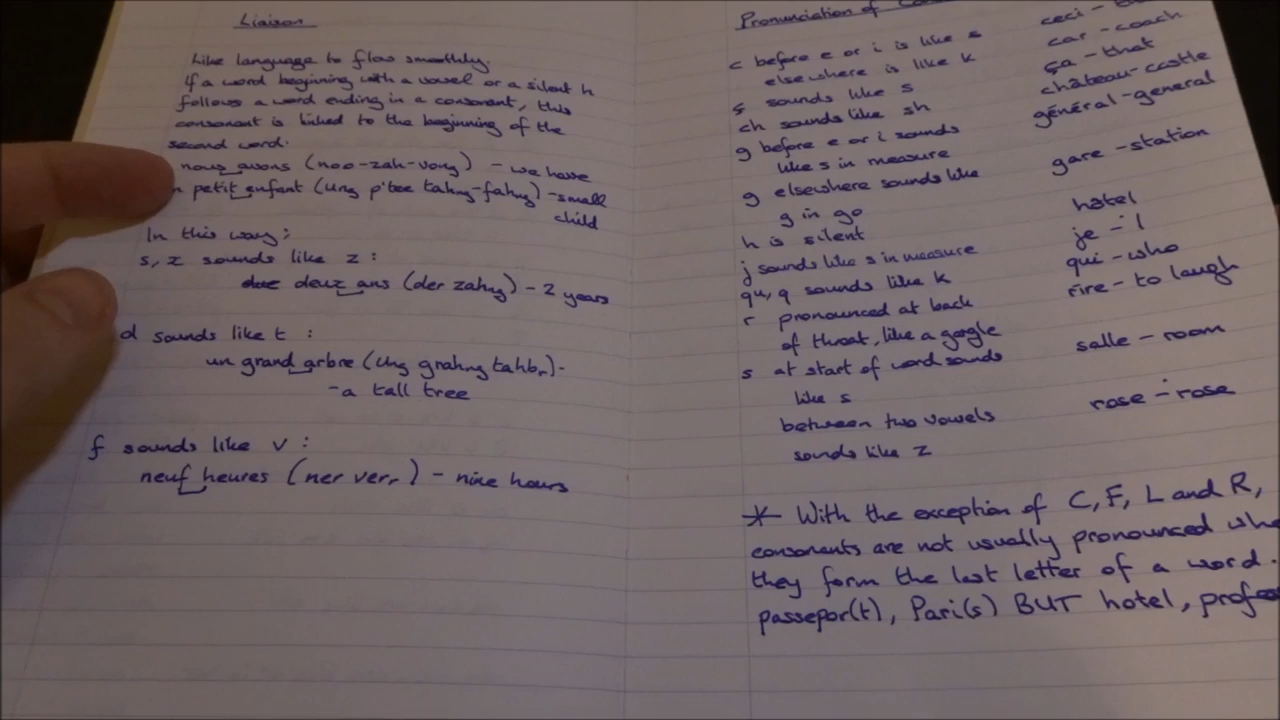 Liaison
Like language to flow smoothly.
If a word beginning with a vowel or a silent h
follows a word ending in a consonant, this
consonant is linked to the beginning of the
second word.
nous avons (noo-zah-vong) - we have
petit enfant (ung p'tee tahng-fahng) - small
child
In this way;
s, x sounds like z :
deux ans (der zahng) - 2 years
d sounds like t :
un grand arbre (ung grahng tahbr) -
- a tall tree
f sounds like v :
neuf heures (ner verr) - nine hours
Pronunciation of
c before e or i is like s ceci -
elsewhere is like k car - coach
ç sounds like s ça - that
ch sounds like sh château - castle
g before e or i sounds général - general
like s in measure
g elsewhere sounds like gare - station
g in go
h is silent hotel
j sounds like s in measure je - I
qu, q sounds like k qui - who
r pronounced at back rire - to laugh
of throat, like a gargle
s at start of word sounds salle - room
like s
between two vowels rose - rose
sounds like z
* With the exception of C, F, L and R,
consonants are not usually pronounced
they form the last letter of a word.
passepor(t), Pari(s) BUT hotel,